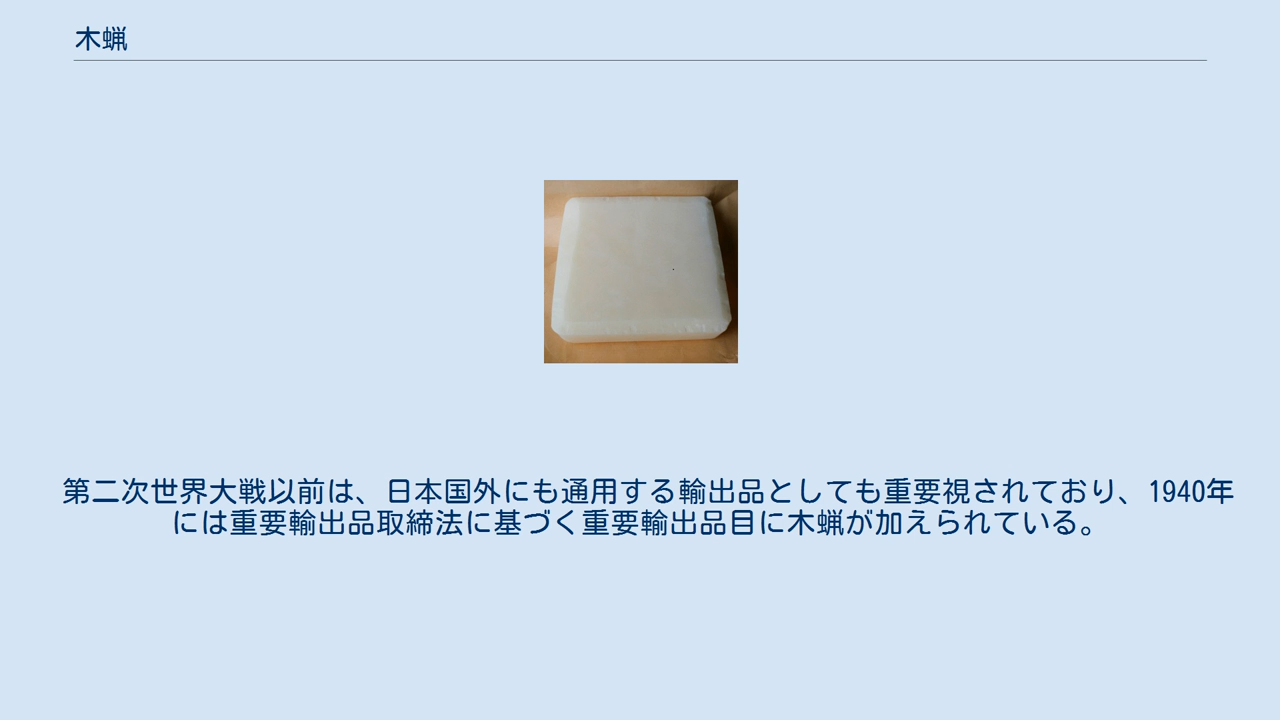 木蝋
第二次世界大戦以前は、日本国外にも通用する輸出品としても重要視されており、1940年
には重要輸出品取締法に基づく重要輸出品目に木蝋が加えられている。